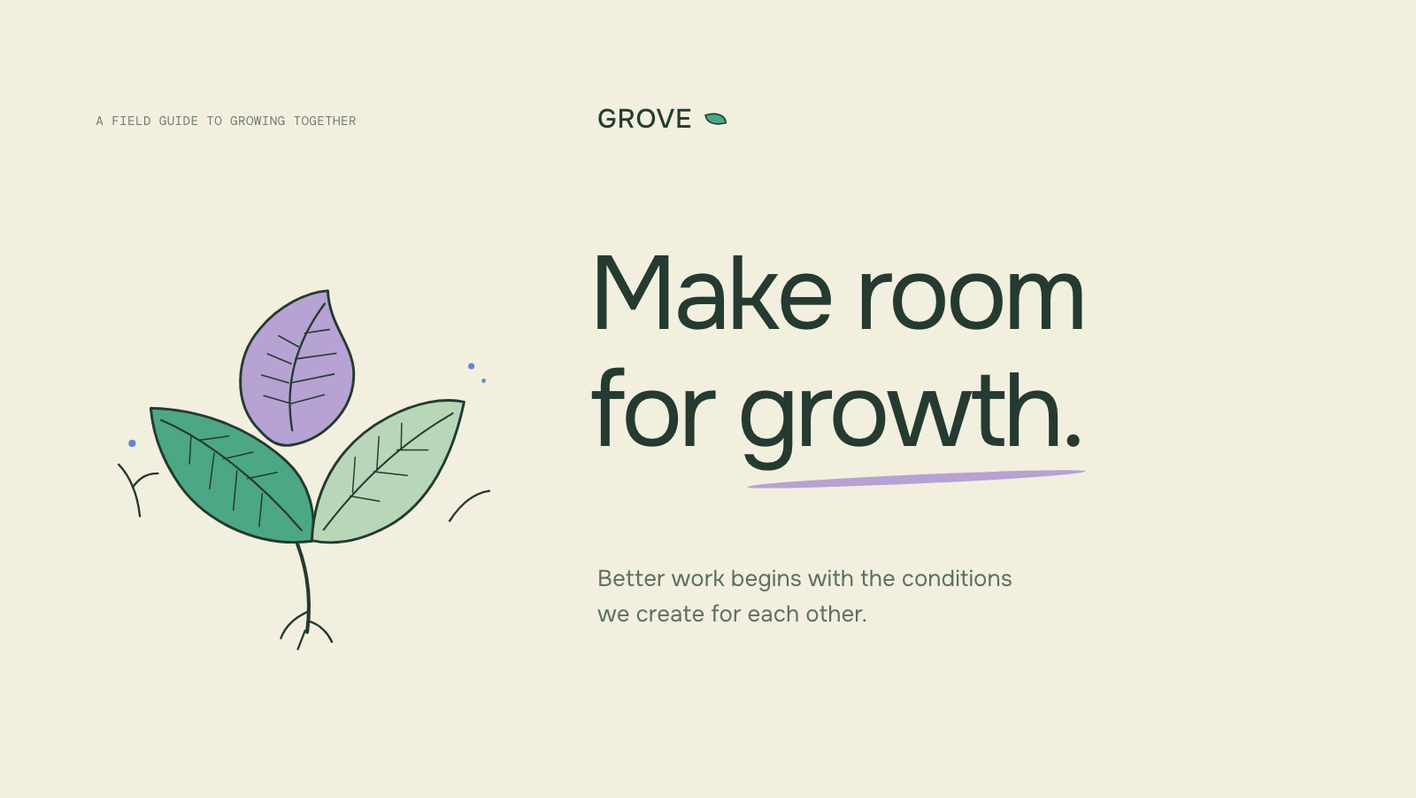 A FIELD GUIDE TO GROWING TOGETHER
GROVE
Make room
for growth.
Better work begins with the conditions
we create for each other.